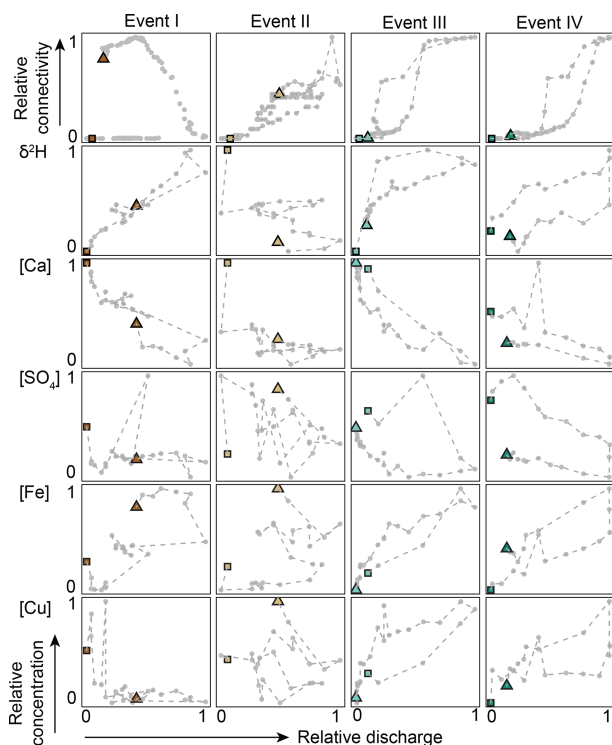 Event I Event II Event III Event IV
Relative connectivity
1
0
δ²H
1
0
[Ca]
1
0
[SO₄]
1
0
[Fe]
1
0
[Cu]
1
0
Relative concentration
0 1 0 1 0 1 0 1
Relative discharge